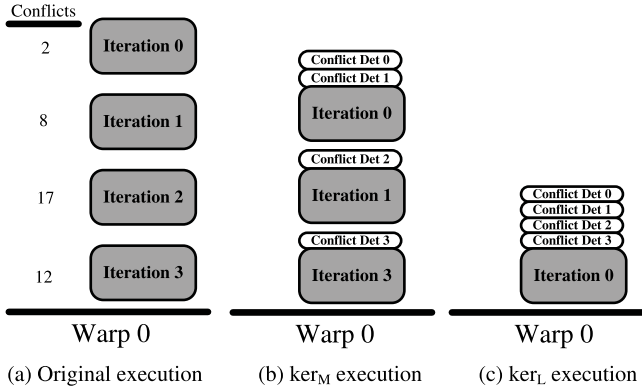 Conflicts
2
Iteration 0
8
Iteration 1
17
Iteration 2
12
Iteration 3
Warp 0
(a) Original execution
Conflict Det 0
Conflict Det 1
Iteration 0
Conflict Det 2
Iteration 1
Conflict Det 3
Iteration 3
Warp 0
(b) kerM execution
Conflict Det 0
Conflict Det 1
Conflict Det 2
Conflict Det 3
Iteration 0
Warp 0
(c) kerL execution